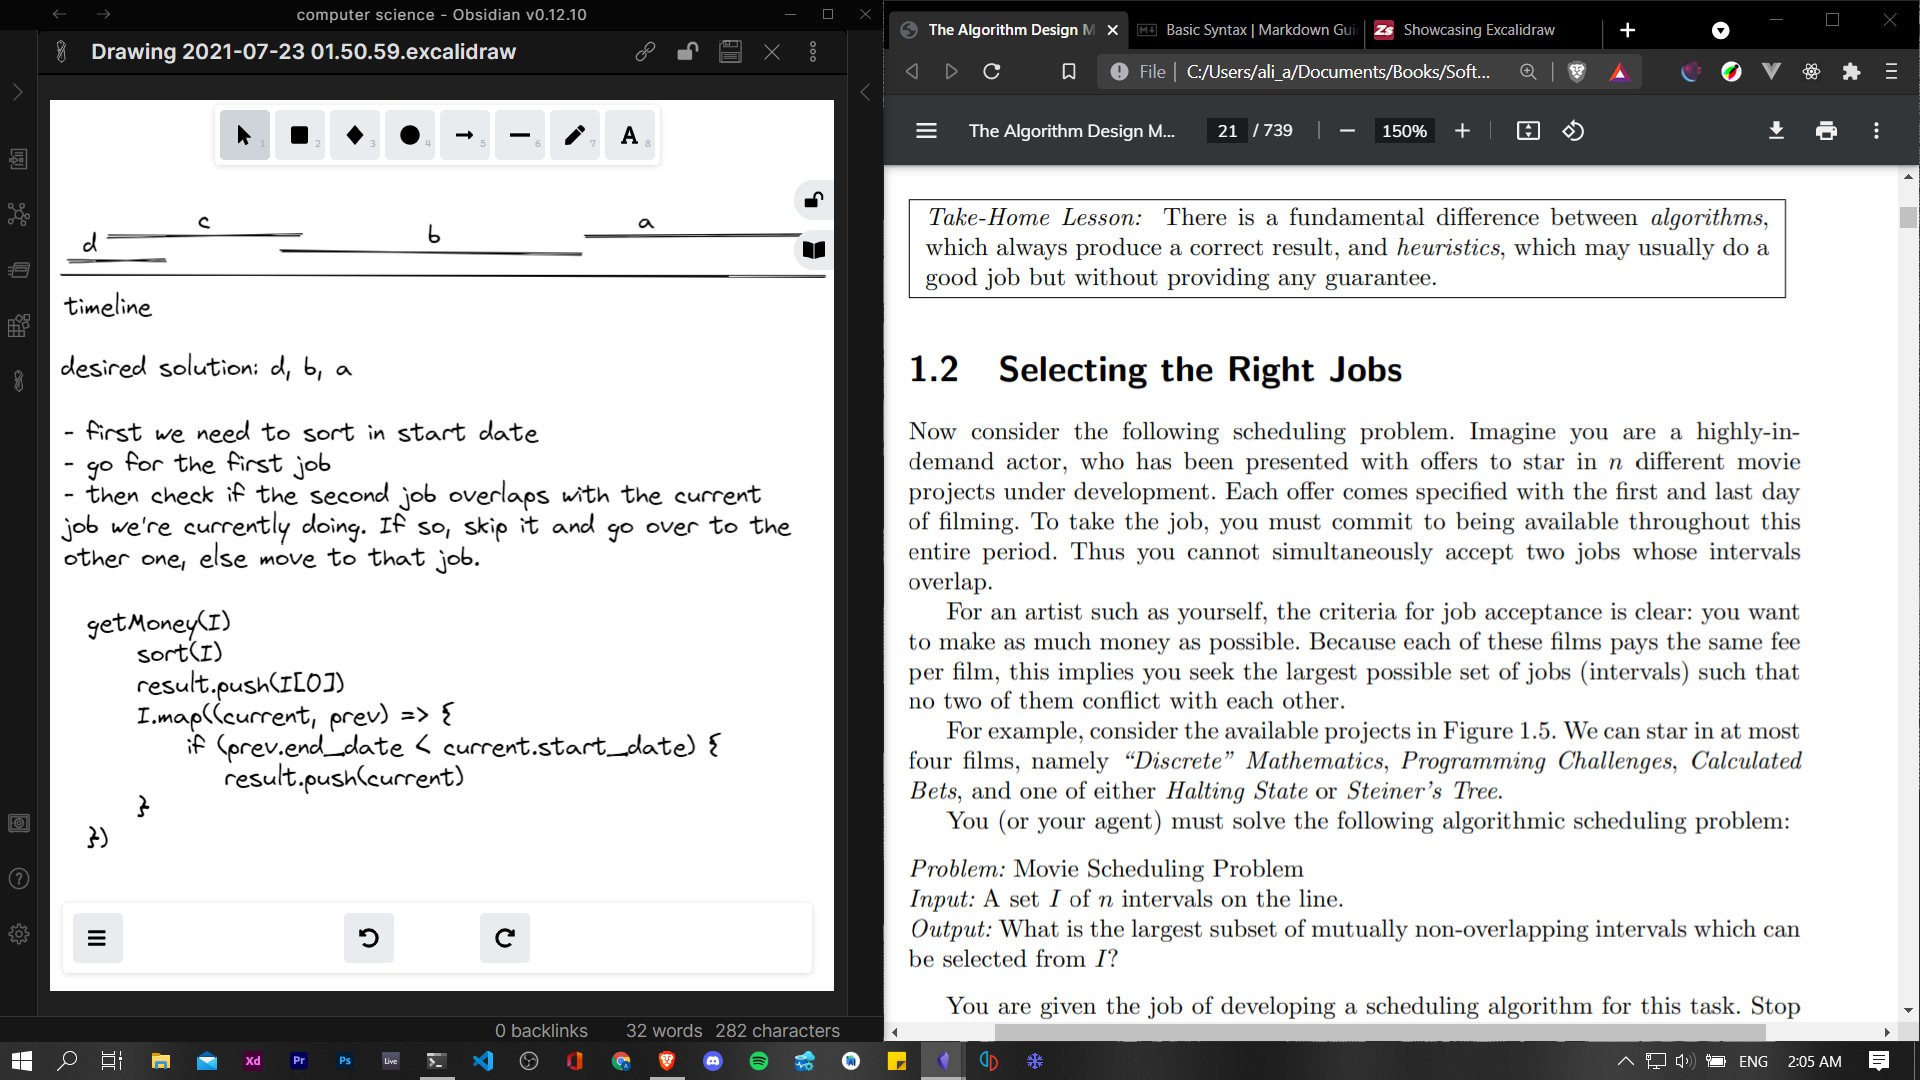 computer science - Obsidian v0.12.10
Drawing 2021-07-23 01.50.59.excalidraw
1
2
3
4
5
6
7
A
8
c
d
b
a
timeline
desired solution: d, b, a
- first we need to sort in start date
- go for the first job
- then check if the second job overlaps with the current
job we're currently doing. If so, skip it and go over to the
other one, else move to that job.
getMoney(I)
sort(I)
result.push(I[0])
I.map((current, prev) => {
if (prev.end_date < current.start_date) {
result.push(current)
}
})
0 backlinks 32 words 282 characters
The Algorithm Design M
Basic Syntax | Markdown Gui
Zs Showcasing Excalidraw
File C:/Users/ali_a/Documents/Books/Soft...
The Algorithm Design M... 21 / 739 150%
Take-Home Lesson: There is a fundamental difference between algorithms,
which always produce a correct result, and heuristics, which may usually do a
good job but without providing any guarantee.
1.2 Selecting the Right Jobs
Now consider the following scheduling problem. Imagine you are a highly-in-
demand actor, who has been presented with offers to star in n different movie
projects under development. Each offer comes specified with the first and last day
of filming. To take the job, you must commit to being available throughout this
entire period. Thus you cannot simultaneously accept two jobs whose intervals
overlap.
For an artist such as yourself, the criteria for job acceptance is clear: you want
to make as much money as possible. Because each of these films pays the same fee
per film, this implies you seek the largest possible set of jobs (intervals) such that
no two of them conflict with each other.
For example, consider the available projects in Figure 1.5. We can star in at most
four films, namely “Discrete” Mathematics, Programming Challenges, Calculated
Bets, and one of either Halting State or Steiner's Tree.
You (or your agent) must solve the following algorithmic scheduling problem:
Problem: Movie Scheduling Problem
Input: A set I of n intervals on the line.
Output: What is the largest subset of mutually non-overlapping intervals which can
be selected from I?
You are given the job of developing a scheduling algorithm for this task. Stop
Xd Pr Ps Live ENG 2:05 AM